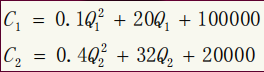 C₁ = 0.1Q₁² + 20Q₁ + 100000
C₂ = 0.4Q₂² + 32Q₂ + 20000